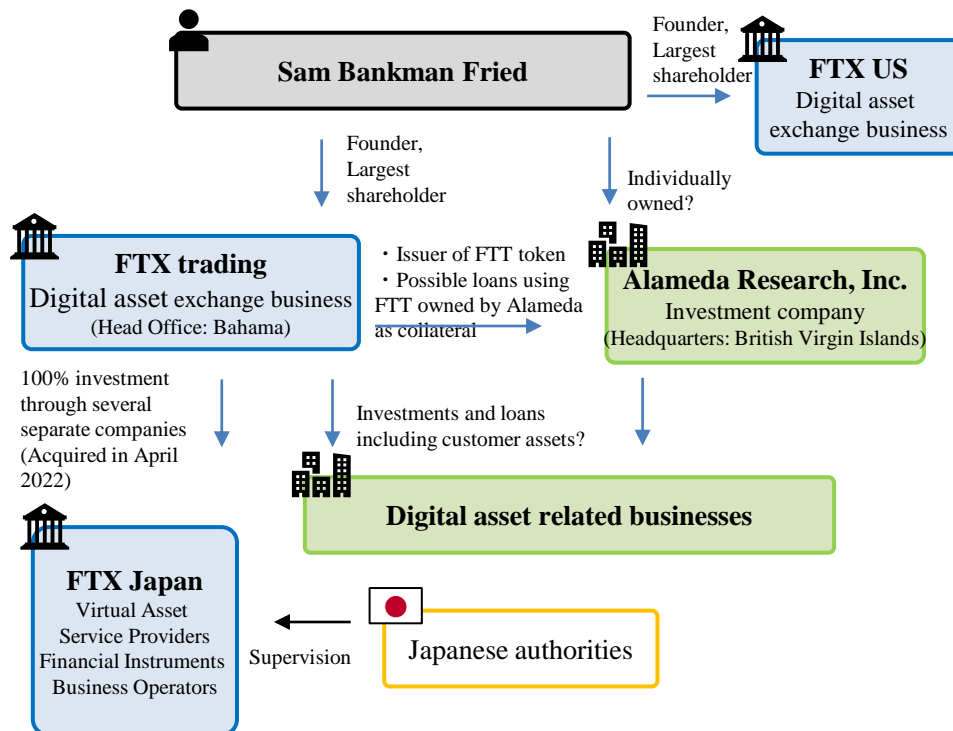 Sam Bankman Fried
Founder,
Largest
shareholder
FTX US
Digital asset
exchange business
Founder,
Largest
shareholder
Individually
owned?
FTX trading
Digital asset exchange business
(Head Office: Bahama)
・Issuer of FTT token
・Possible loans using
FTT owned by Alameda
as collateral
Alameda Research, Inc.
Investment company
(Headquarters: British Virgin Islands)
100% investment
through several
separate companies
(Acquired in April
2022)
Investments and loans
including customer assets?
Digital asset related businesses
FTX Japan
Virtual Asset
Service Providers
Financial Instruments
Business Operators
Supervision
Japanese authorities